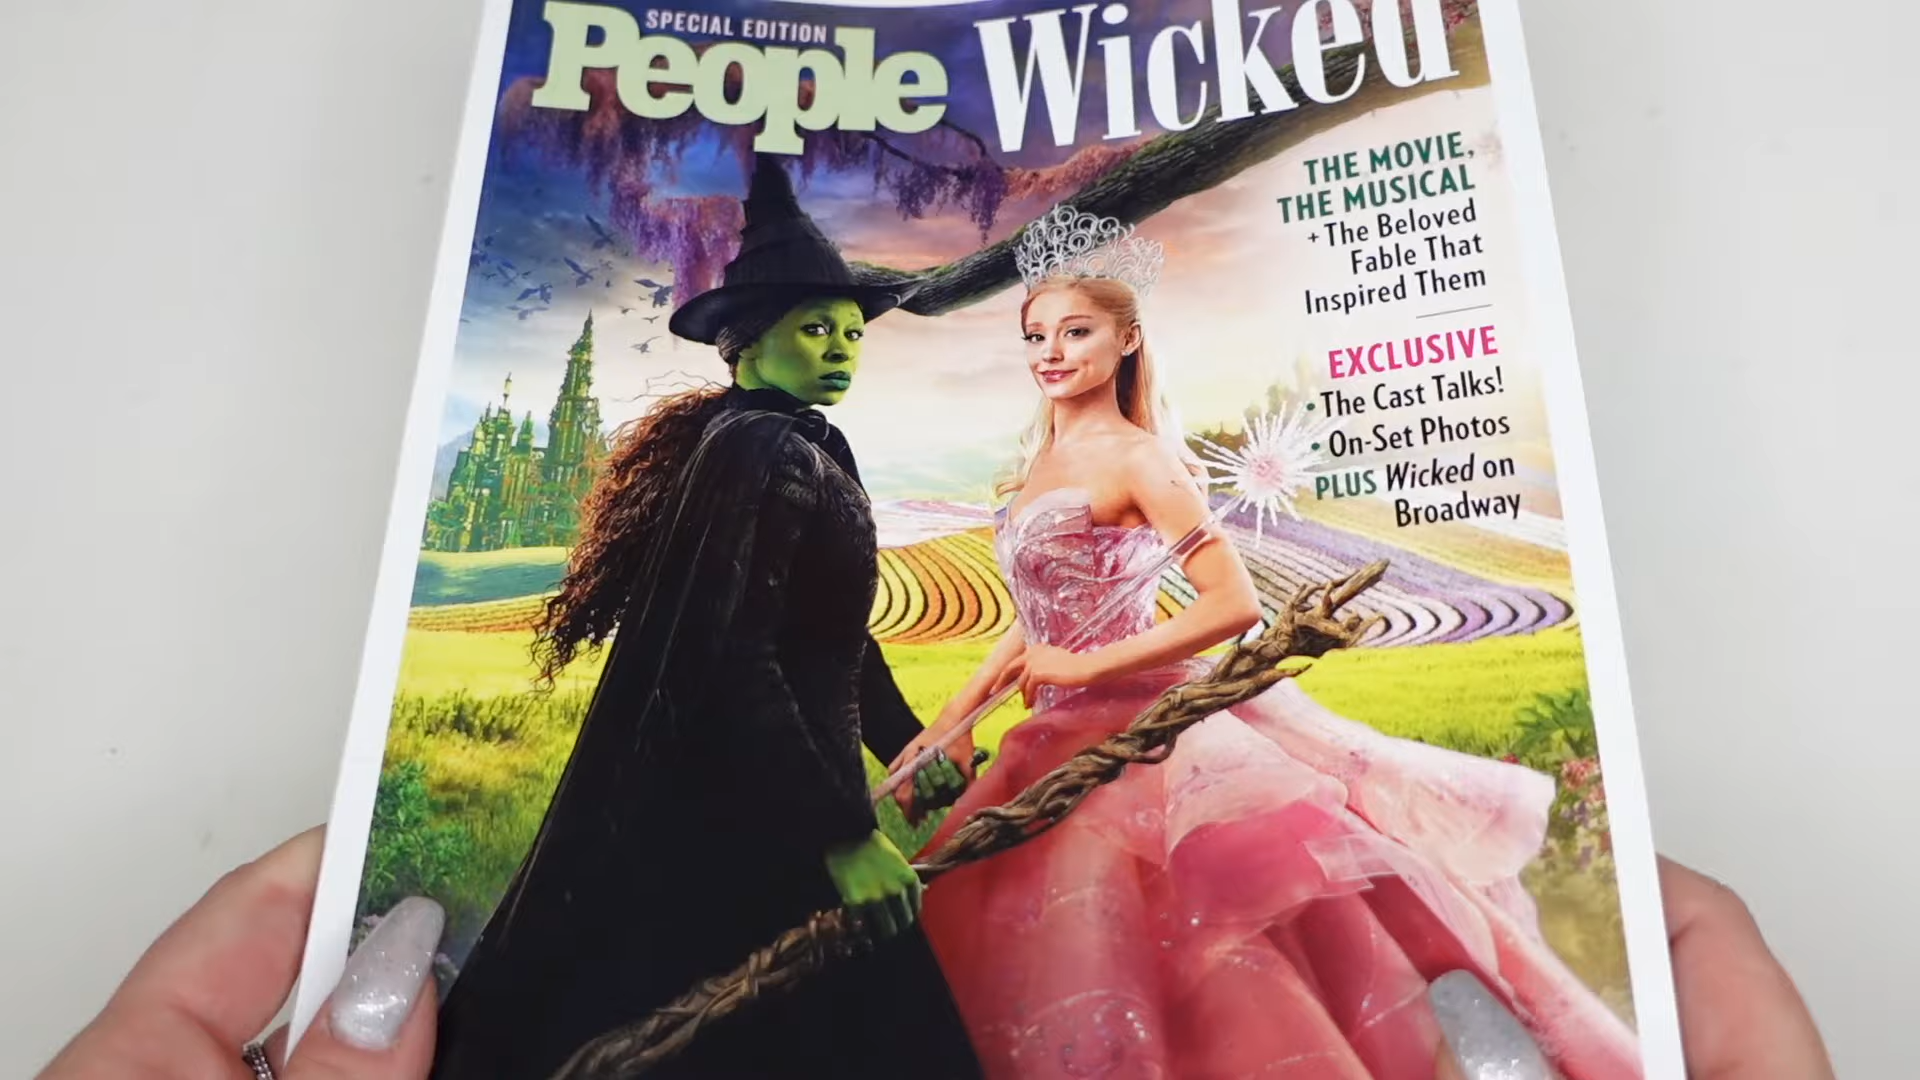 SPECIAL EDITION
People Wicked
THE MOVIE,
THE MUSICAL
+ The Beloved
Fable That
Inspired Them
EXCLUSIVE
• The Cast Talks!
• On-Set Photos
PLUS Wicked on
Broadway